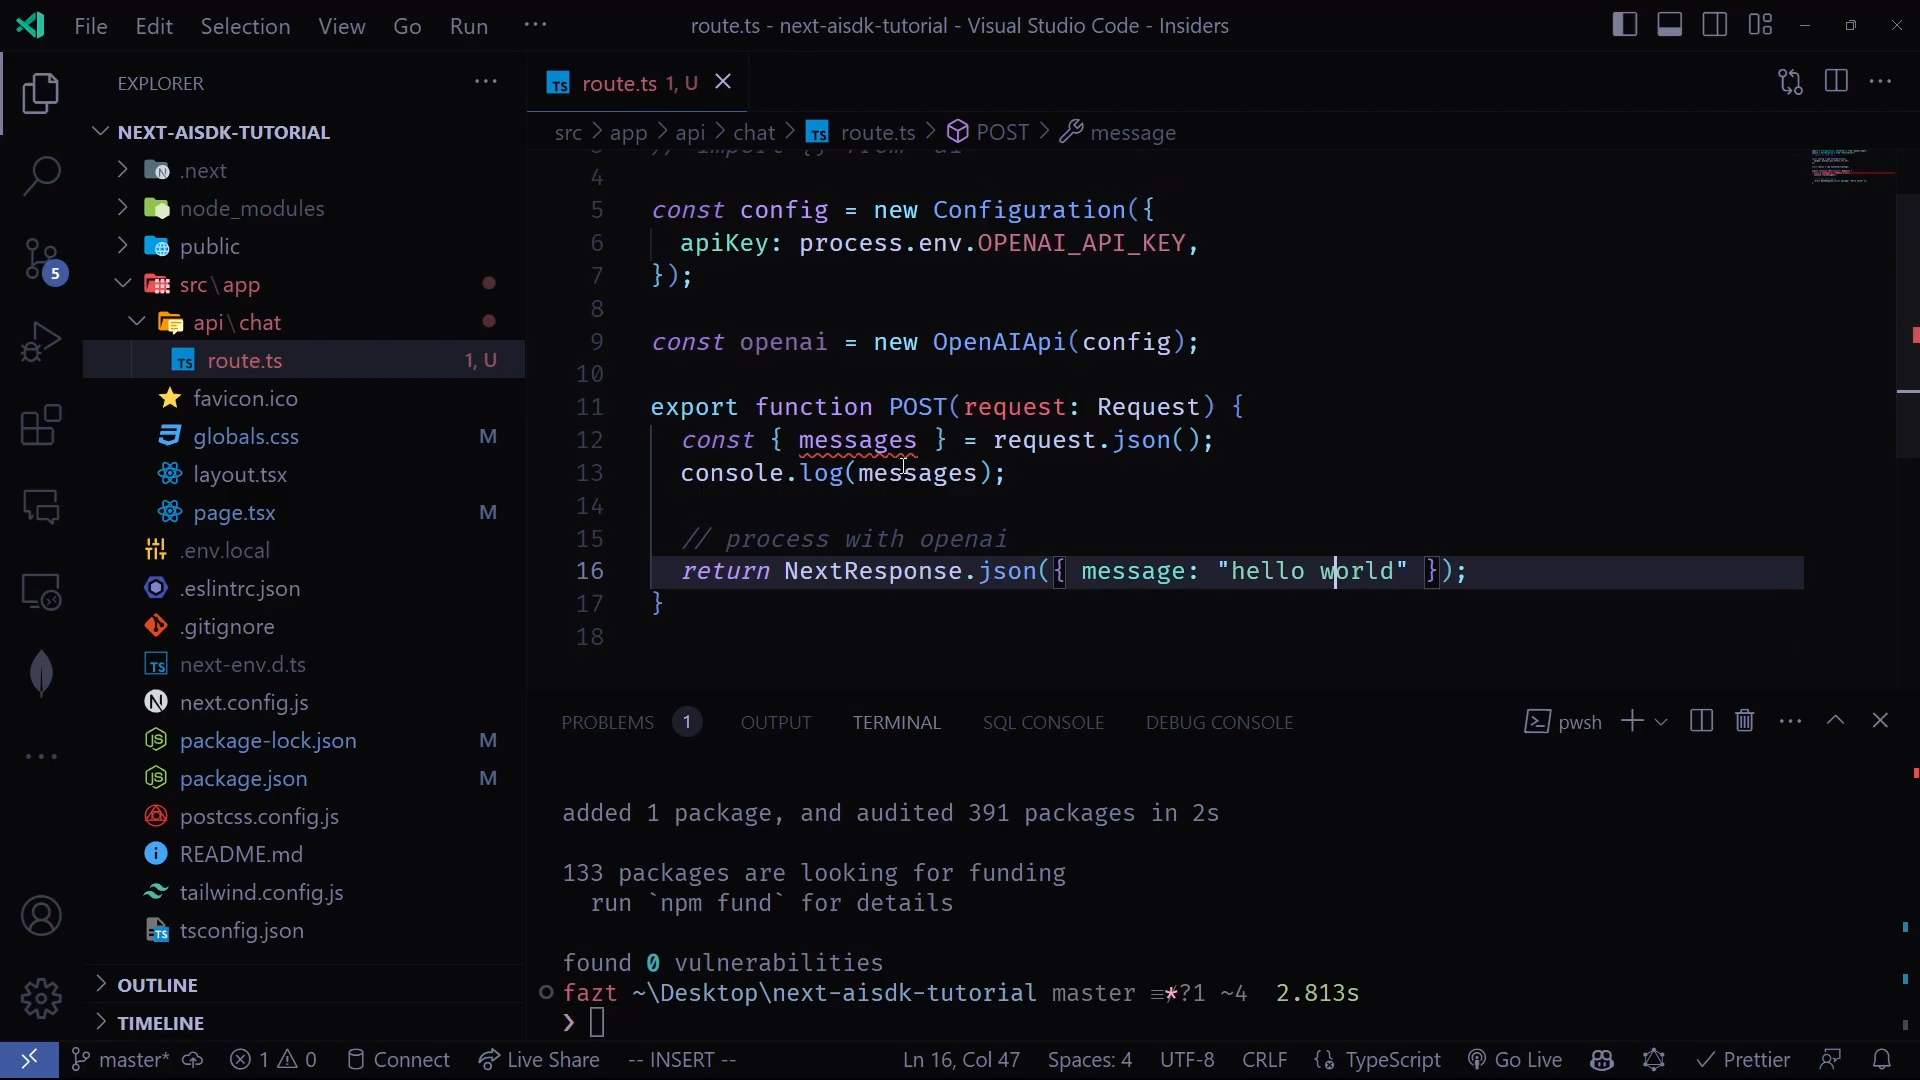 File Edit Selection View Go Run ···
route.ts - next-aisdk-tutorial - Visual Studio Code - Insiders
EXPLORER ···
NEXT-AISDK-TUTORIAL
.next
node_modules
public
src\app
api\chat
TS route.ts 1, U
favicon.ico
globals.css M
layout.tsx
page.tsx M
.env.local
.eslintrc.json
.gitignore
TS next-env.d.ts
N next.config.js
JS package-lock.json M
JS package.json M
postcss.config.js
README.md
tailwind.config.js
TS tsconfig.json
OUTLINE
TIMELINE
5
TS route.ts 1, U
src > app > api > chat > TS route.ts > POST > message
4
5 const config = new Configuration({
6 apiKey: process.env.OPENAI_API_KEY,
7 });
8
9 const openai = new OpenAIApi(config);
10
11 export function POST(request: Request) {
12 const { messages } = request.json();
13 console.log(messages);
14
15 // process with openai
16 return NextResponse.json({ message: "hello world" });
17 }
18
PROBLEMS 1 OUTPUT TERMINAL SQL CONSOLE DEBUG CONSOLE
pwsh
added 1 package, and audited 391 packages in 2s
133 packages are looking for funding
run `npm fund` for details
found 0 vulnerabilities
fazt ~\Desktop\next-aisdk-tutorial master ≡*?1 ~4 2.813s
❯
master* 1 0 Connect Live Share -- INSERT -- Ln 16, Col 47 Spaces: 4 UTF-8 CRLF {} TypeScript Go Live Prettier